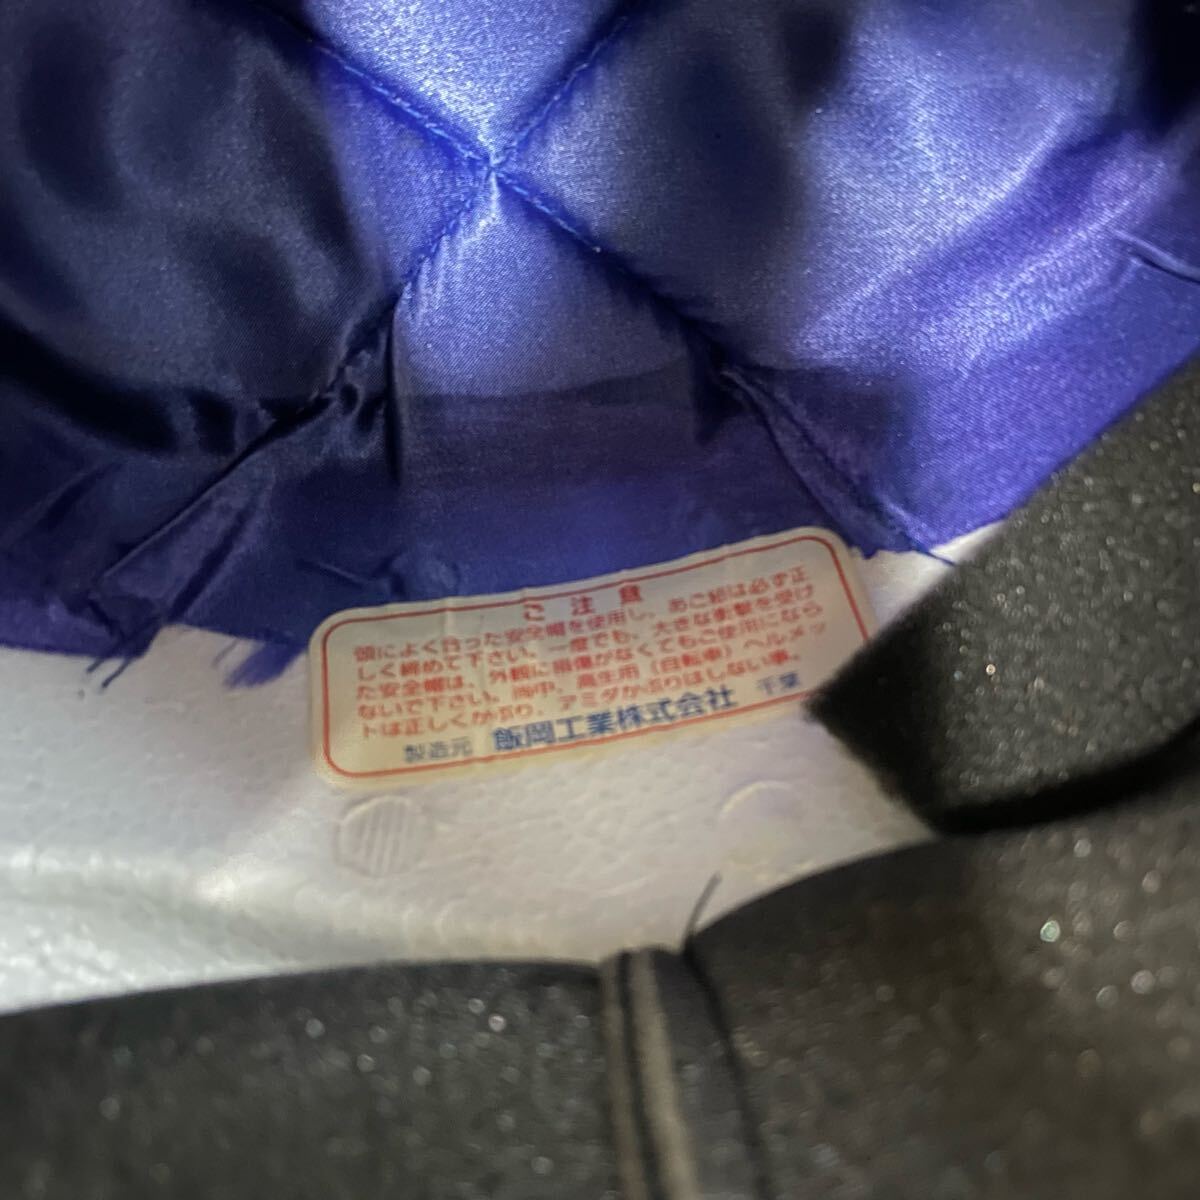 ご注意
頭によく合った安全帽を使用し、あご紐は必ず正
しく締めて下さい。一度でも、大きな衝撃を受け
た安全帽は、外観に損傷がなくてもご使用になら
ないで下さい。尚中、高生用(自転車)ヘルメッ
トは正しくかぶり、アミダかぶりはしない事。
製造元 飯岡工業株式会社 千葉